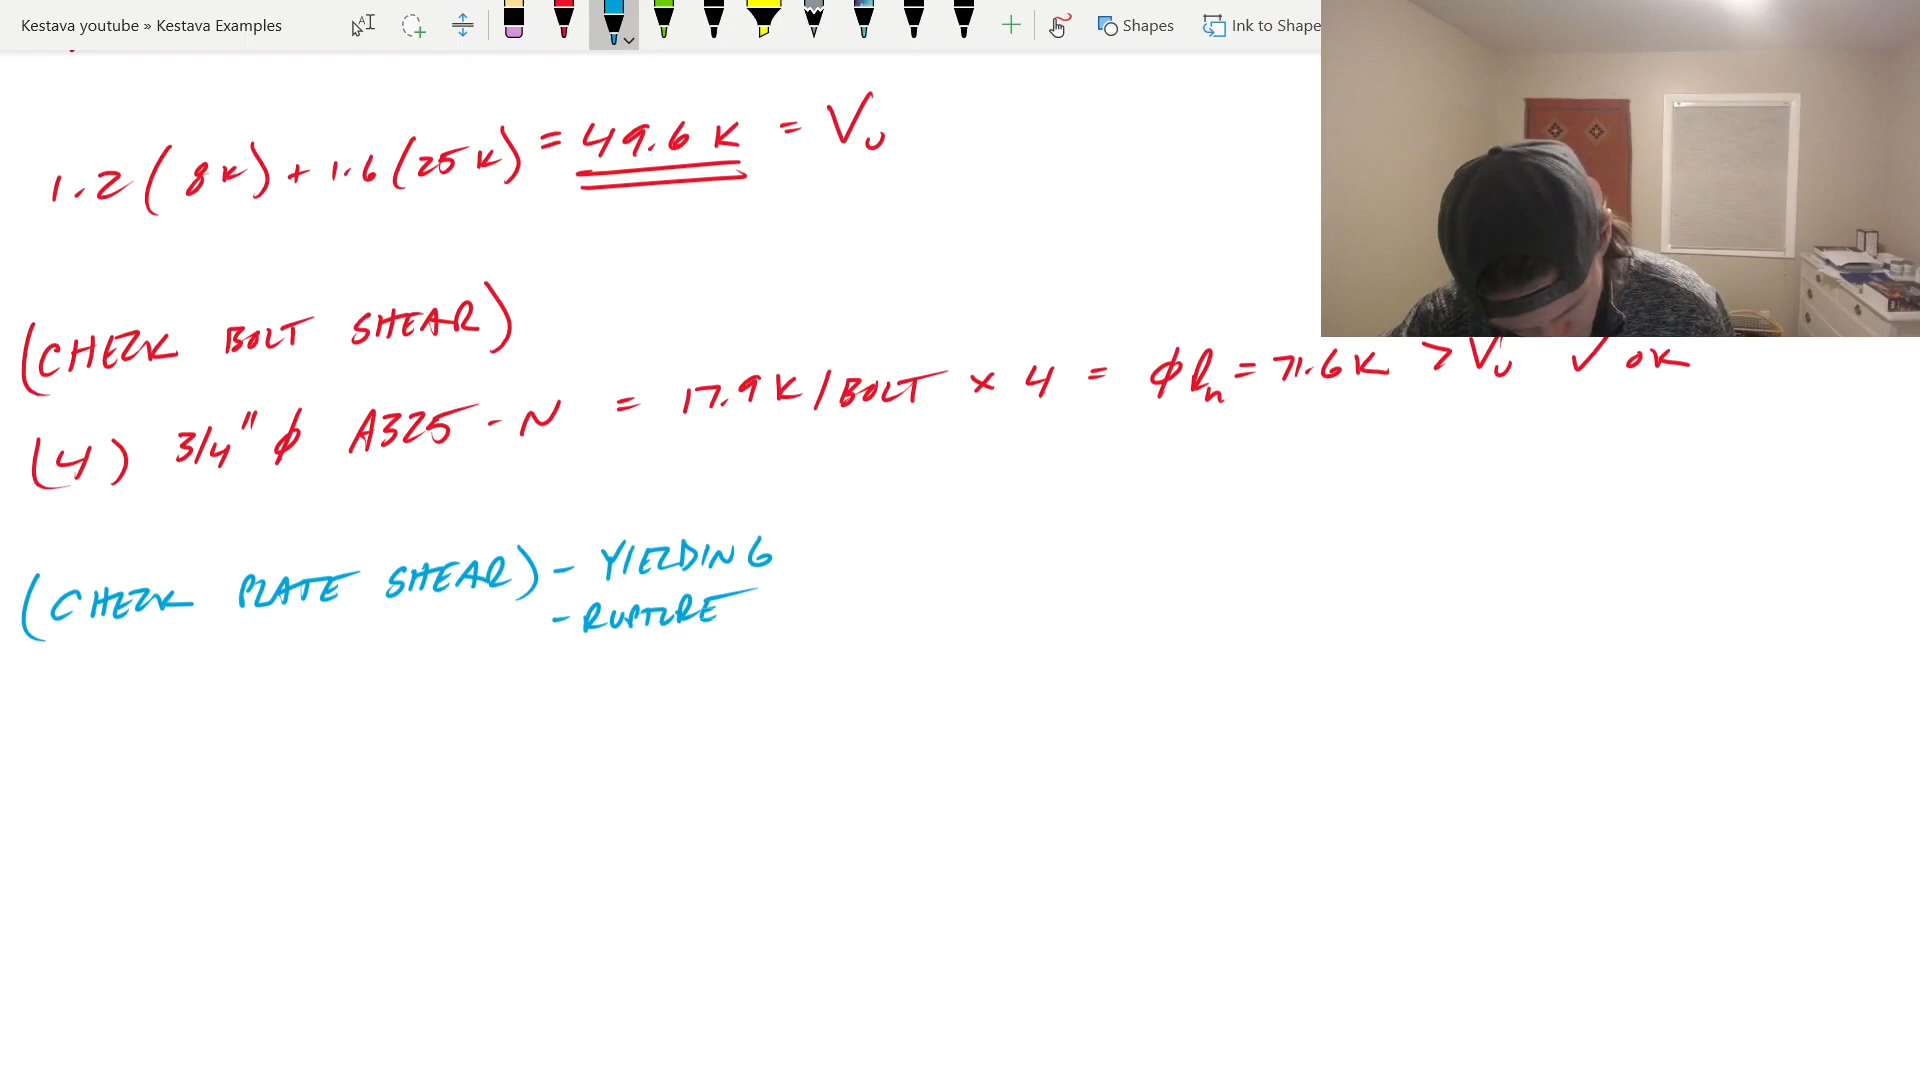 Kestava youtube » Kestava Examples
Shapes
Ink to Shape
1.2 (8K) + 1.6 (25K) = 49.6 K = Vu
(CHECK BOLT SHEAR)
(4) 3/4" ϕ A325-N = 17.9K/BOLT x 4 = ϕRn = 71.6K > Vu ✓ OK
(CHECK PLATE SHEAR) - YIELDING
- RUPTURE